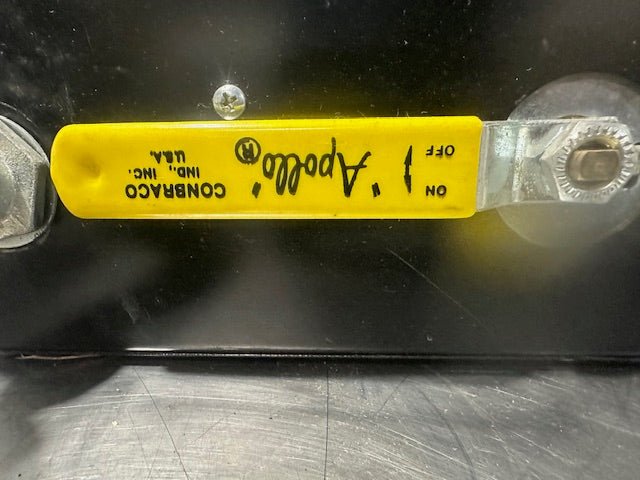 ON
OFF
"Apollo"®
CONBRACO
IND., INC.
U.S.A.